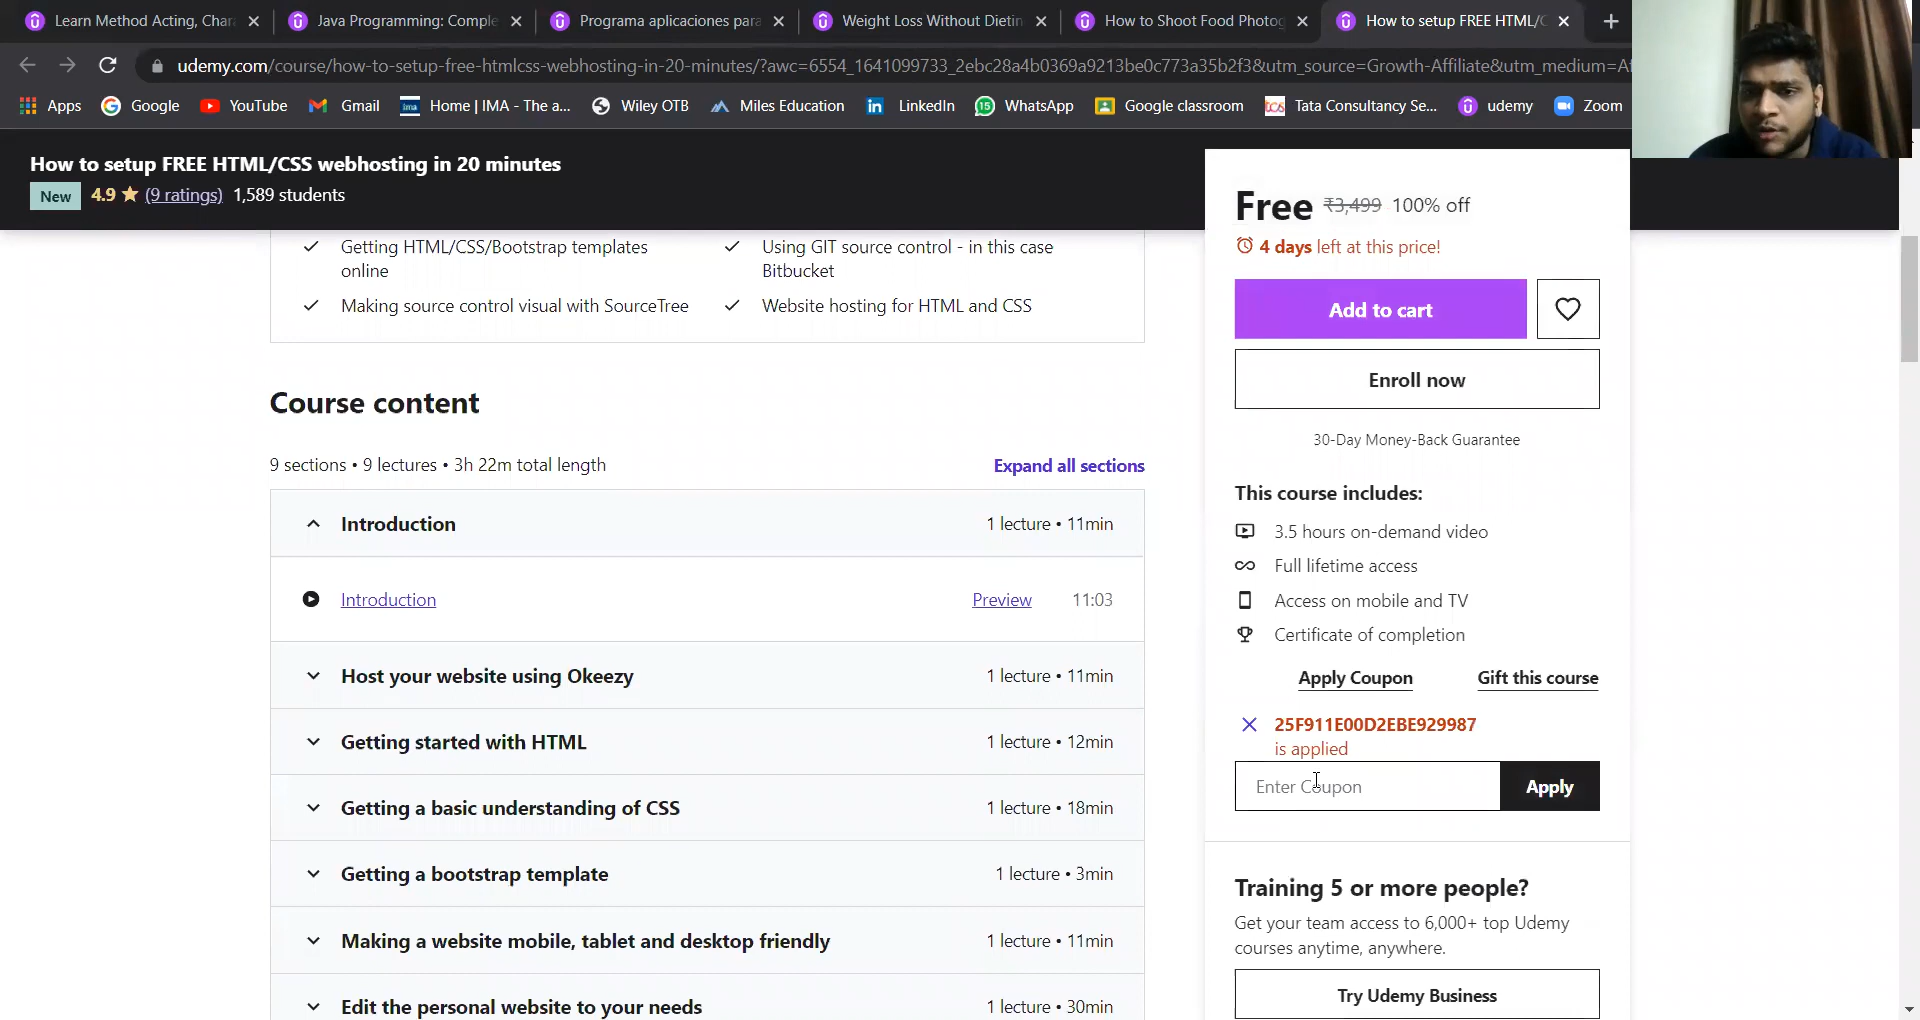 Learn Method Acting, Char
Java Programming: Comple
Programa aplicaciones para
Weight Loss Without Dietin
How to Shoot Food Photog
How to setup FREE HTML/C
udemy.com/course/how-to-setup-free-htmlcss-webhosting-in-20-minutes/?awc=6554_1641099733_2ebc28a4b0369a9213be0c773a35b2f3&utm_source=Growth-Affiliate&utm_medium=Af
Apps
Google
YouTube
Gmail
Home | IMA - The a...
Wiley OTB
Miles Education
LinkedIn
15
WhatsApp
Google classroom
Tata Consultancy Se...
udemy
Zoom
How to setup FREE HTML/CSS webhosting in 20 minutes
New 4.9 (9 ratings) 1,589 students
Getting HTML/CSS/Bootstrap templates
online
Using GIT source control - in this case
Bitbucket
Making source control visual with SourceTree
Website hosting for HTML and CSS
Course content
9 sections • 9 lectures • 3h 22m total length
Expand all sections
Introduction
1 lecture • 11min
Introduction
Preview
11:03
Host your website using Okeezy
1 lecture • 11min
Getting started with HTML
1 lecture • 12min
Getting a basic understanding of CSS
1 lecture • 18min
Getting a bootstrap template
1 lecture • 3min
Making a website mobile, tablet and desktop friendly
1 lecture • 11min
Edit the personal website to your needs
1 lecture • 30min
Free ₹3,499 100% off
4 days left at this price!
Add to cart
Enroll now
30-Day Money-Back Guarantee
This course includes:
3.5 hours on-demand video
Full lifetime access
Access on mobile and TV
Certificate of completion
Apply Coupon
Gift this course
25F911E00D2EBE929987
is applied
Enter Coupon
Apply
Training 5 or more people?
Get your team access to 6,000+ top Udemy
courses anytime, anywhere.
Try Udemy Business